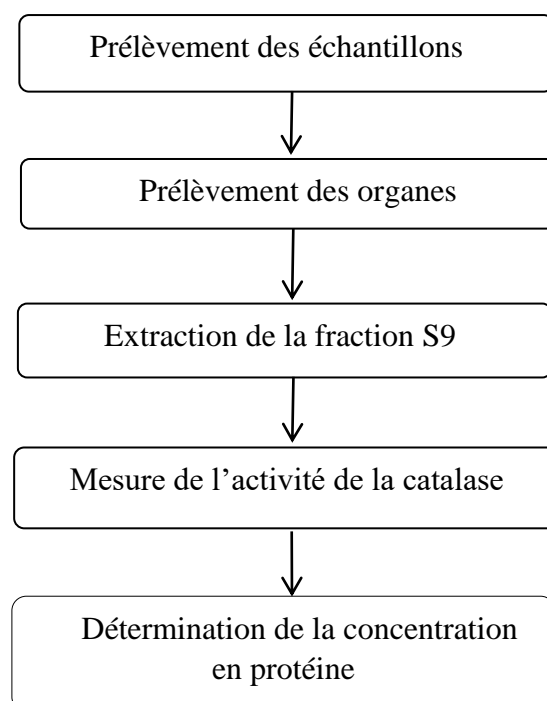 Prélèvement des échantillons
Prélèvement des organes
Extraction de la fraction S9
Mesure de l’activité de la catalase
Détermination de la concentration
en protéine